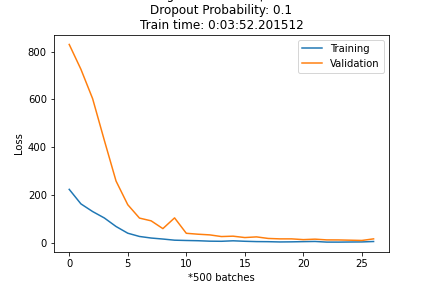 Dropout Probability: 0.1
Train time: 0:03:52.201512
800
600
400
200
0
Loss
Training
Validation
0 5 10 15 20 25
*500 batches